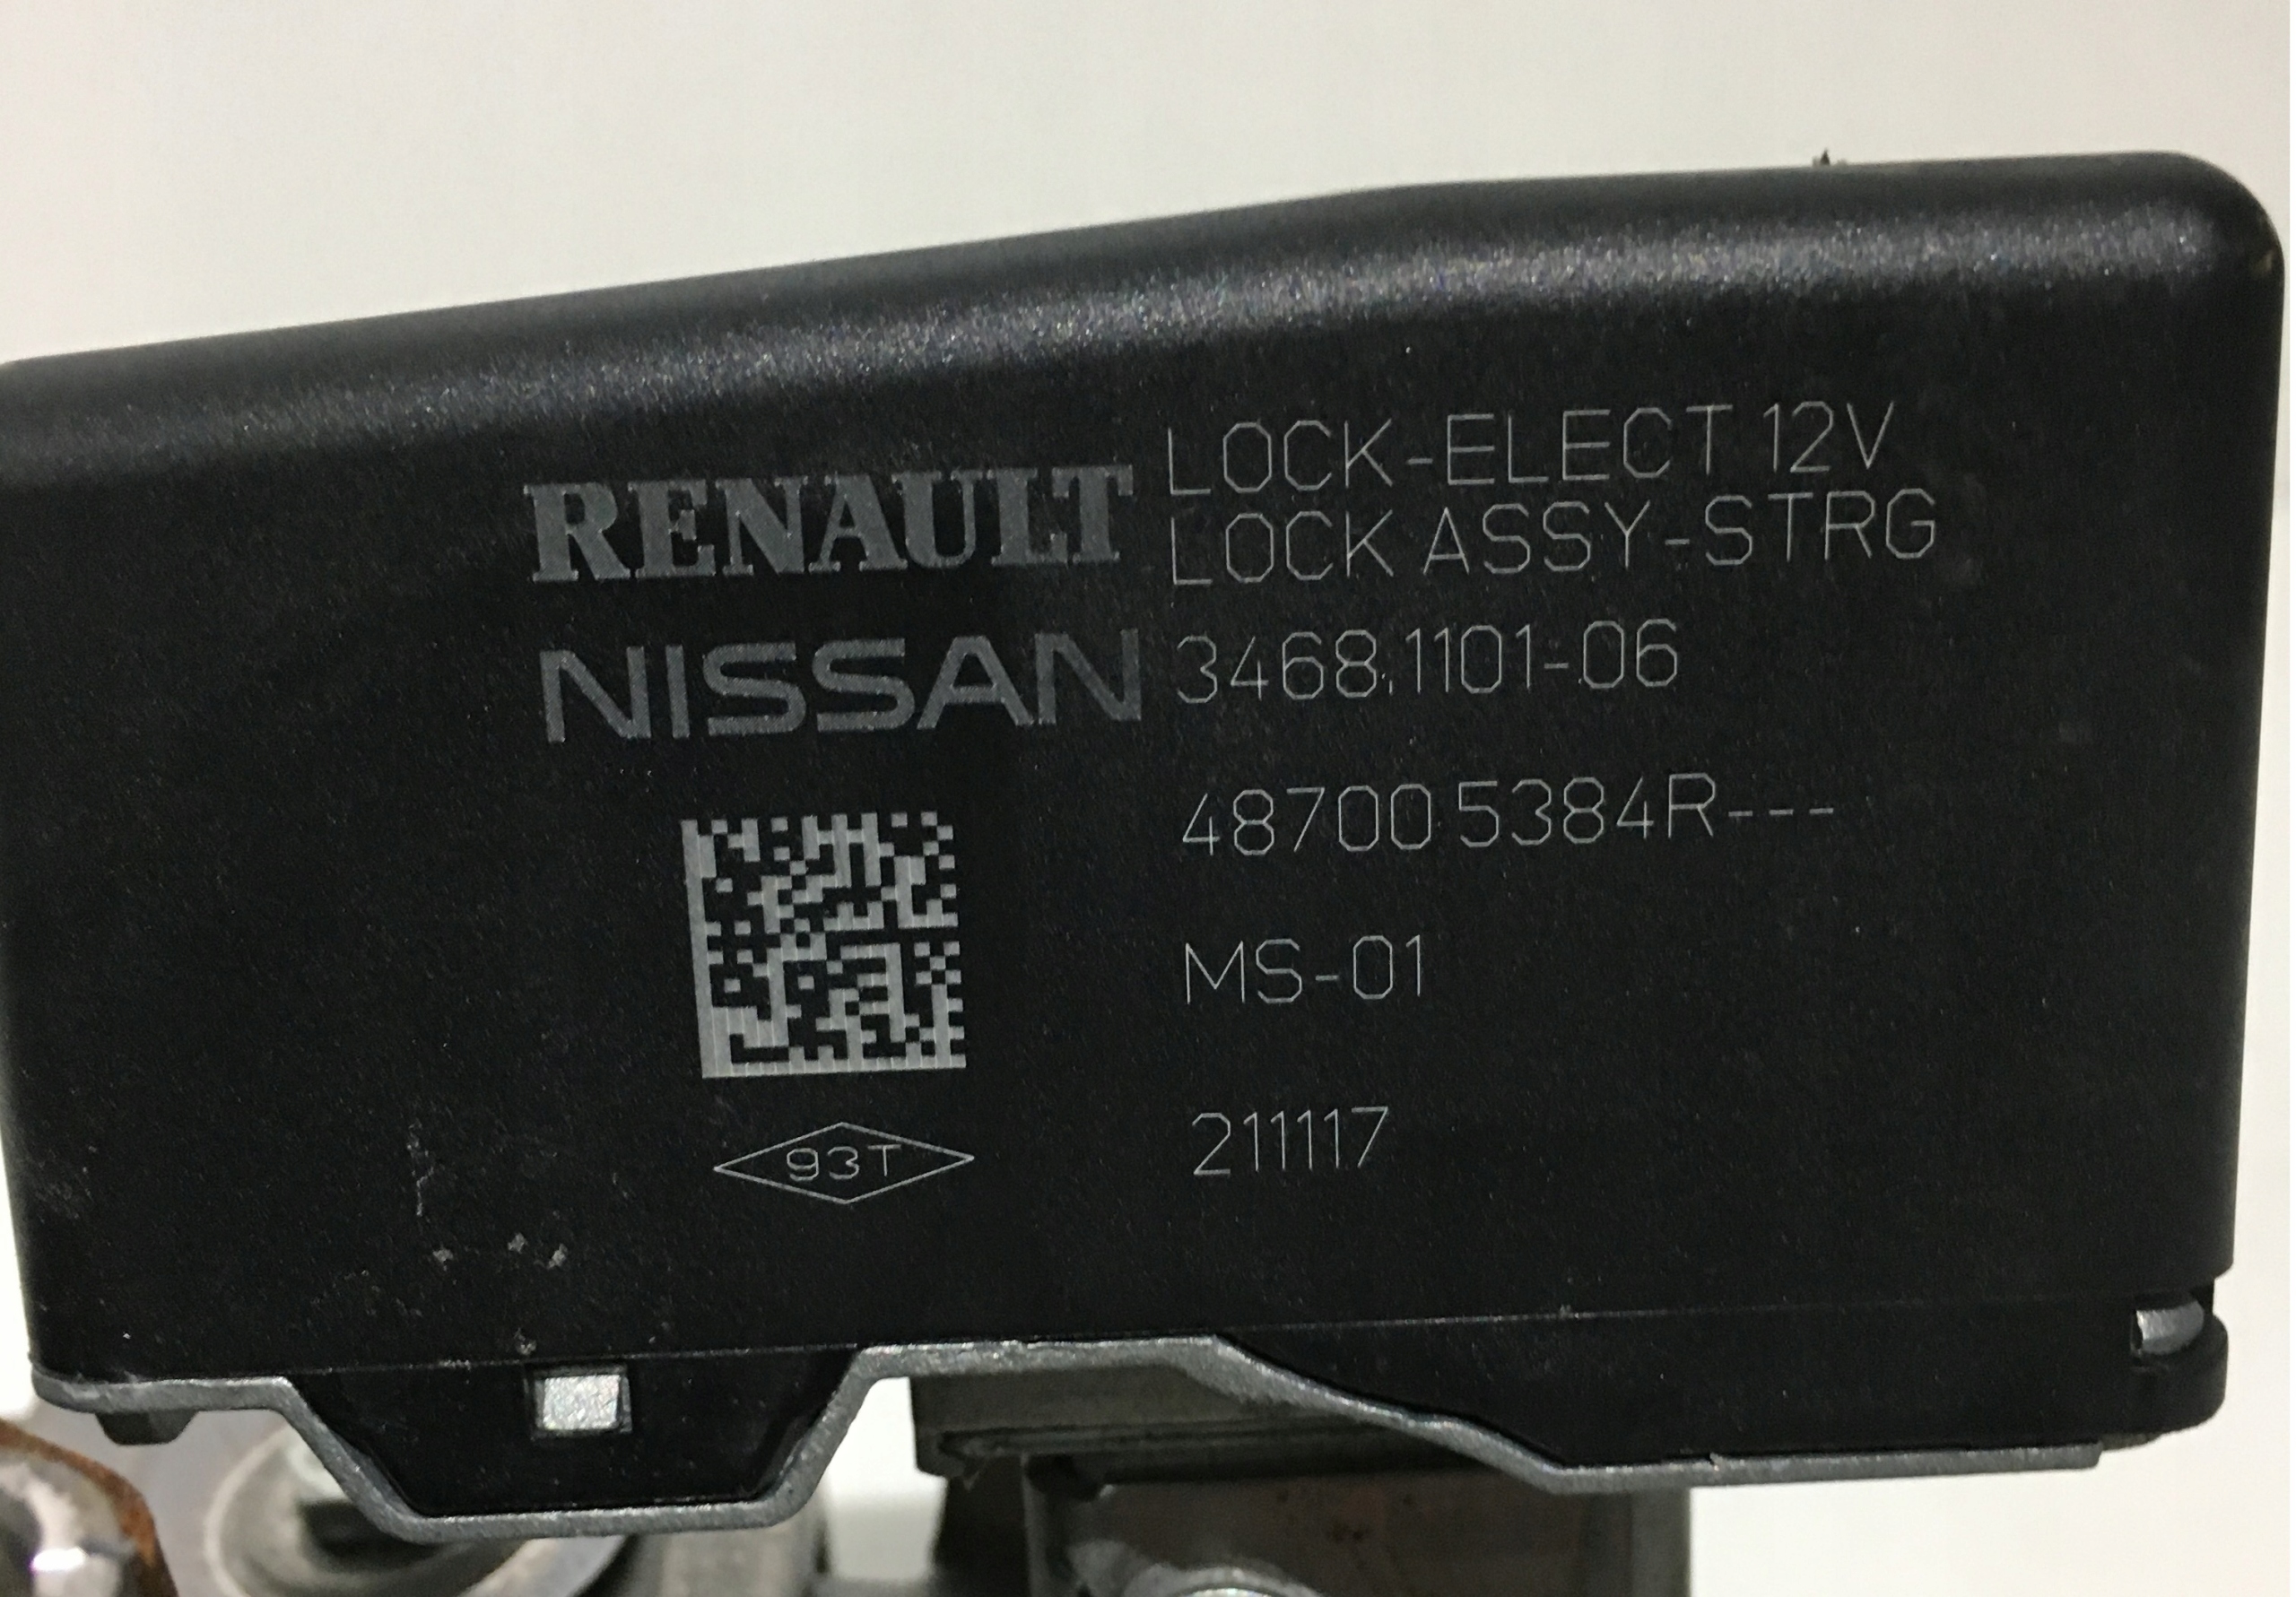 RENAULT
LOCK-ELECT 12V
LOCK ASSY-STRG
NISSAN
3468.1101-06
48700 5384R---
MS-01
93T
211117